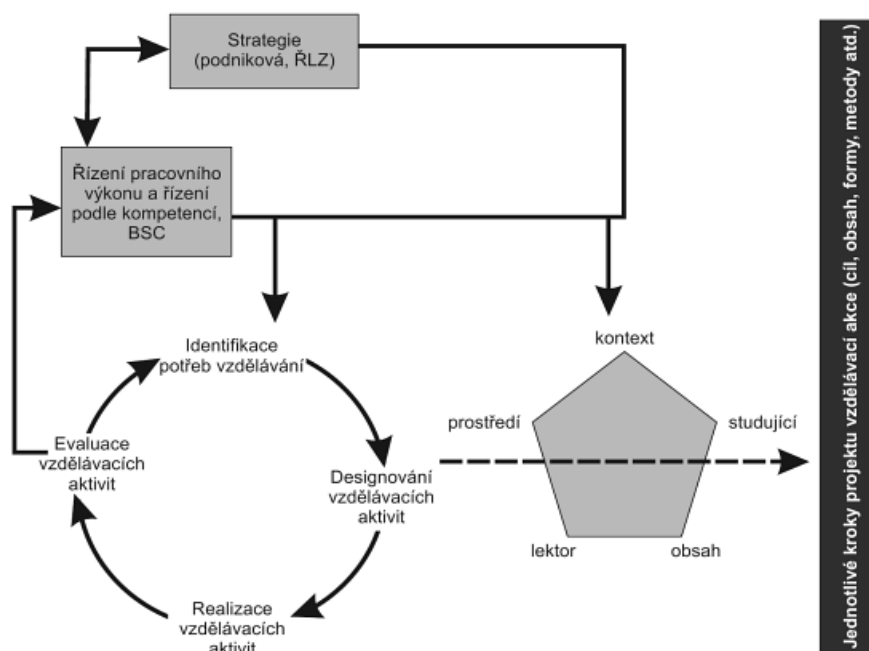 Strategie
(podniková, ŘLZ)
Řízení pracovního
výkonu a řízení
podle kompetencí,
BSC
Identifikace
potřeb vzdělávání
kontext
prostředí
studující
Evaluace
vzdělávacích
aktivit
Designování
vzdělávacích
aktivit
lektor
obsah
Realizace
vzdělávacích
aktivit
Jednotlivé kroky projektu vzdělávací akce (cíl, obsah, formy, metody atd.)